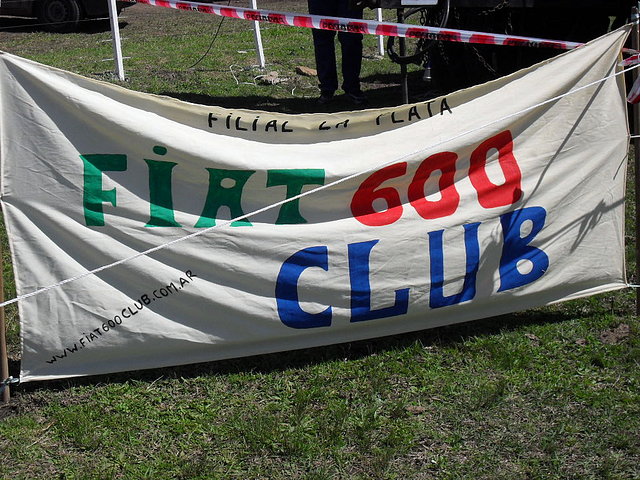 FILIAL LA PLATA
FIAT 600
CLUB
WWW.FIAT600CLUB.COM.AR